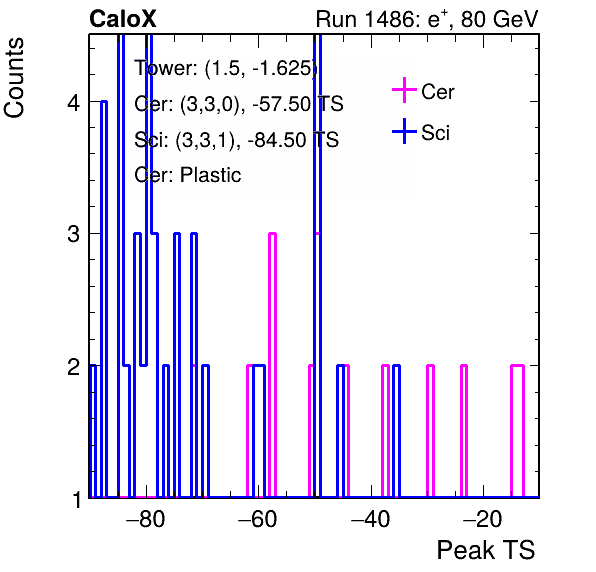 CaloX Run 1486: e+, 80 GeV
Counts
Tower: (1.5, -1.625)
Cer: (3,3,0), -57.50 TS
Sci: (3,3,1), -84.50 TS
Cer: Plastic
Cer
Sci
4
3
2
1
−80 −60 −40 −20
Peak TS